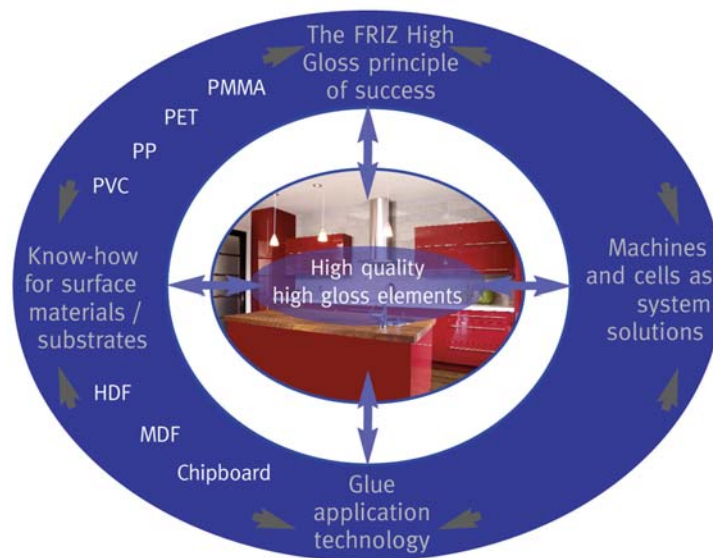 The FRIZ High
Gloss principle
of success
PMMA
PET
PP
PVC
Know-how
for surface
materials /
substrates
High quality
high gloss elements
Machines
and cells as
system
solutions
HDF
MDF
Chipboard
Glue
application
technology